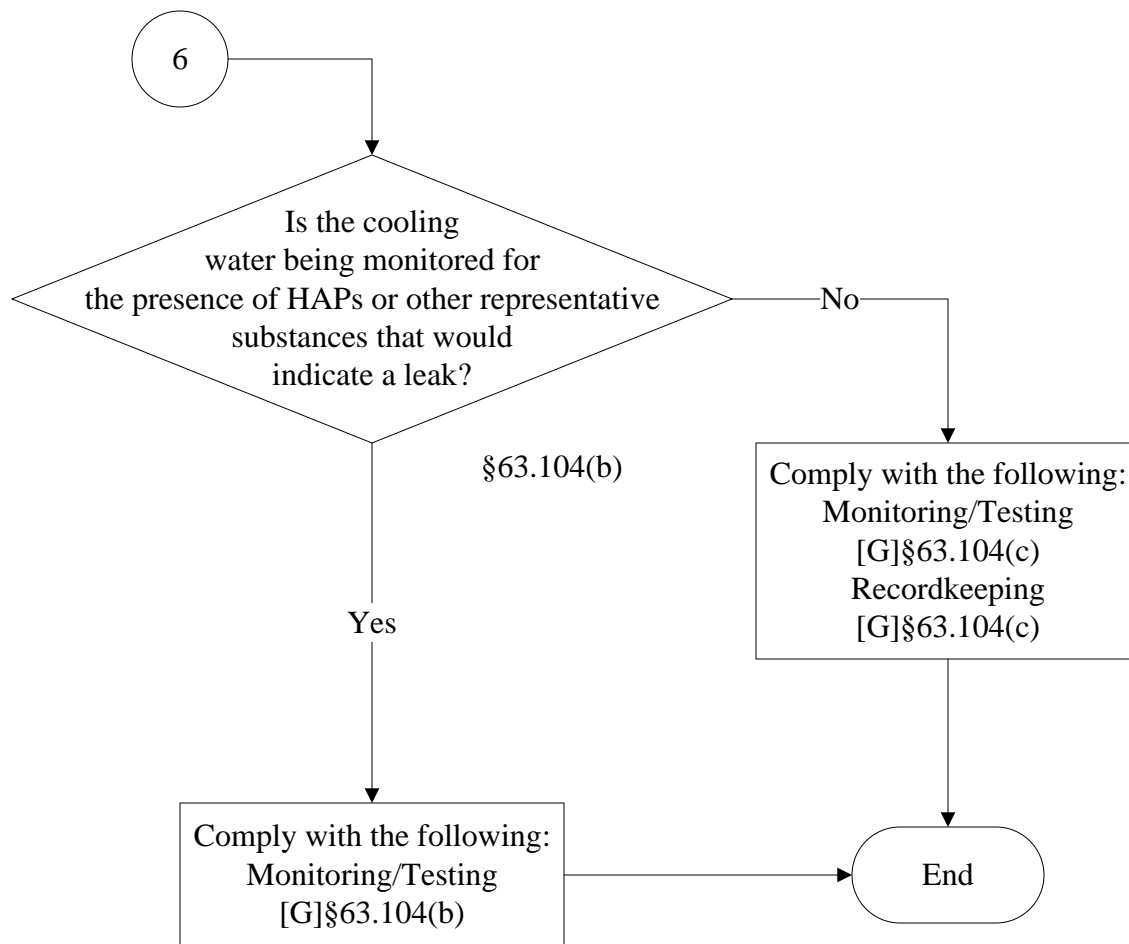 6
Is the cooling
water being monitored for
the presence of HAPs or other representative
substances that would
indicate a leak?
No
§63.104(b)
Comply with the following:
Monitoring/Testing
[G]§63.104(c)
Recordkeeping
[G]§63.104(c)
Yes
Comply with the following:
Monitoring/Testing
[G]§63.104(b)
End